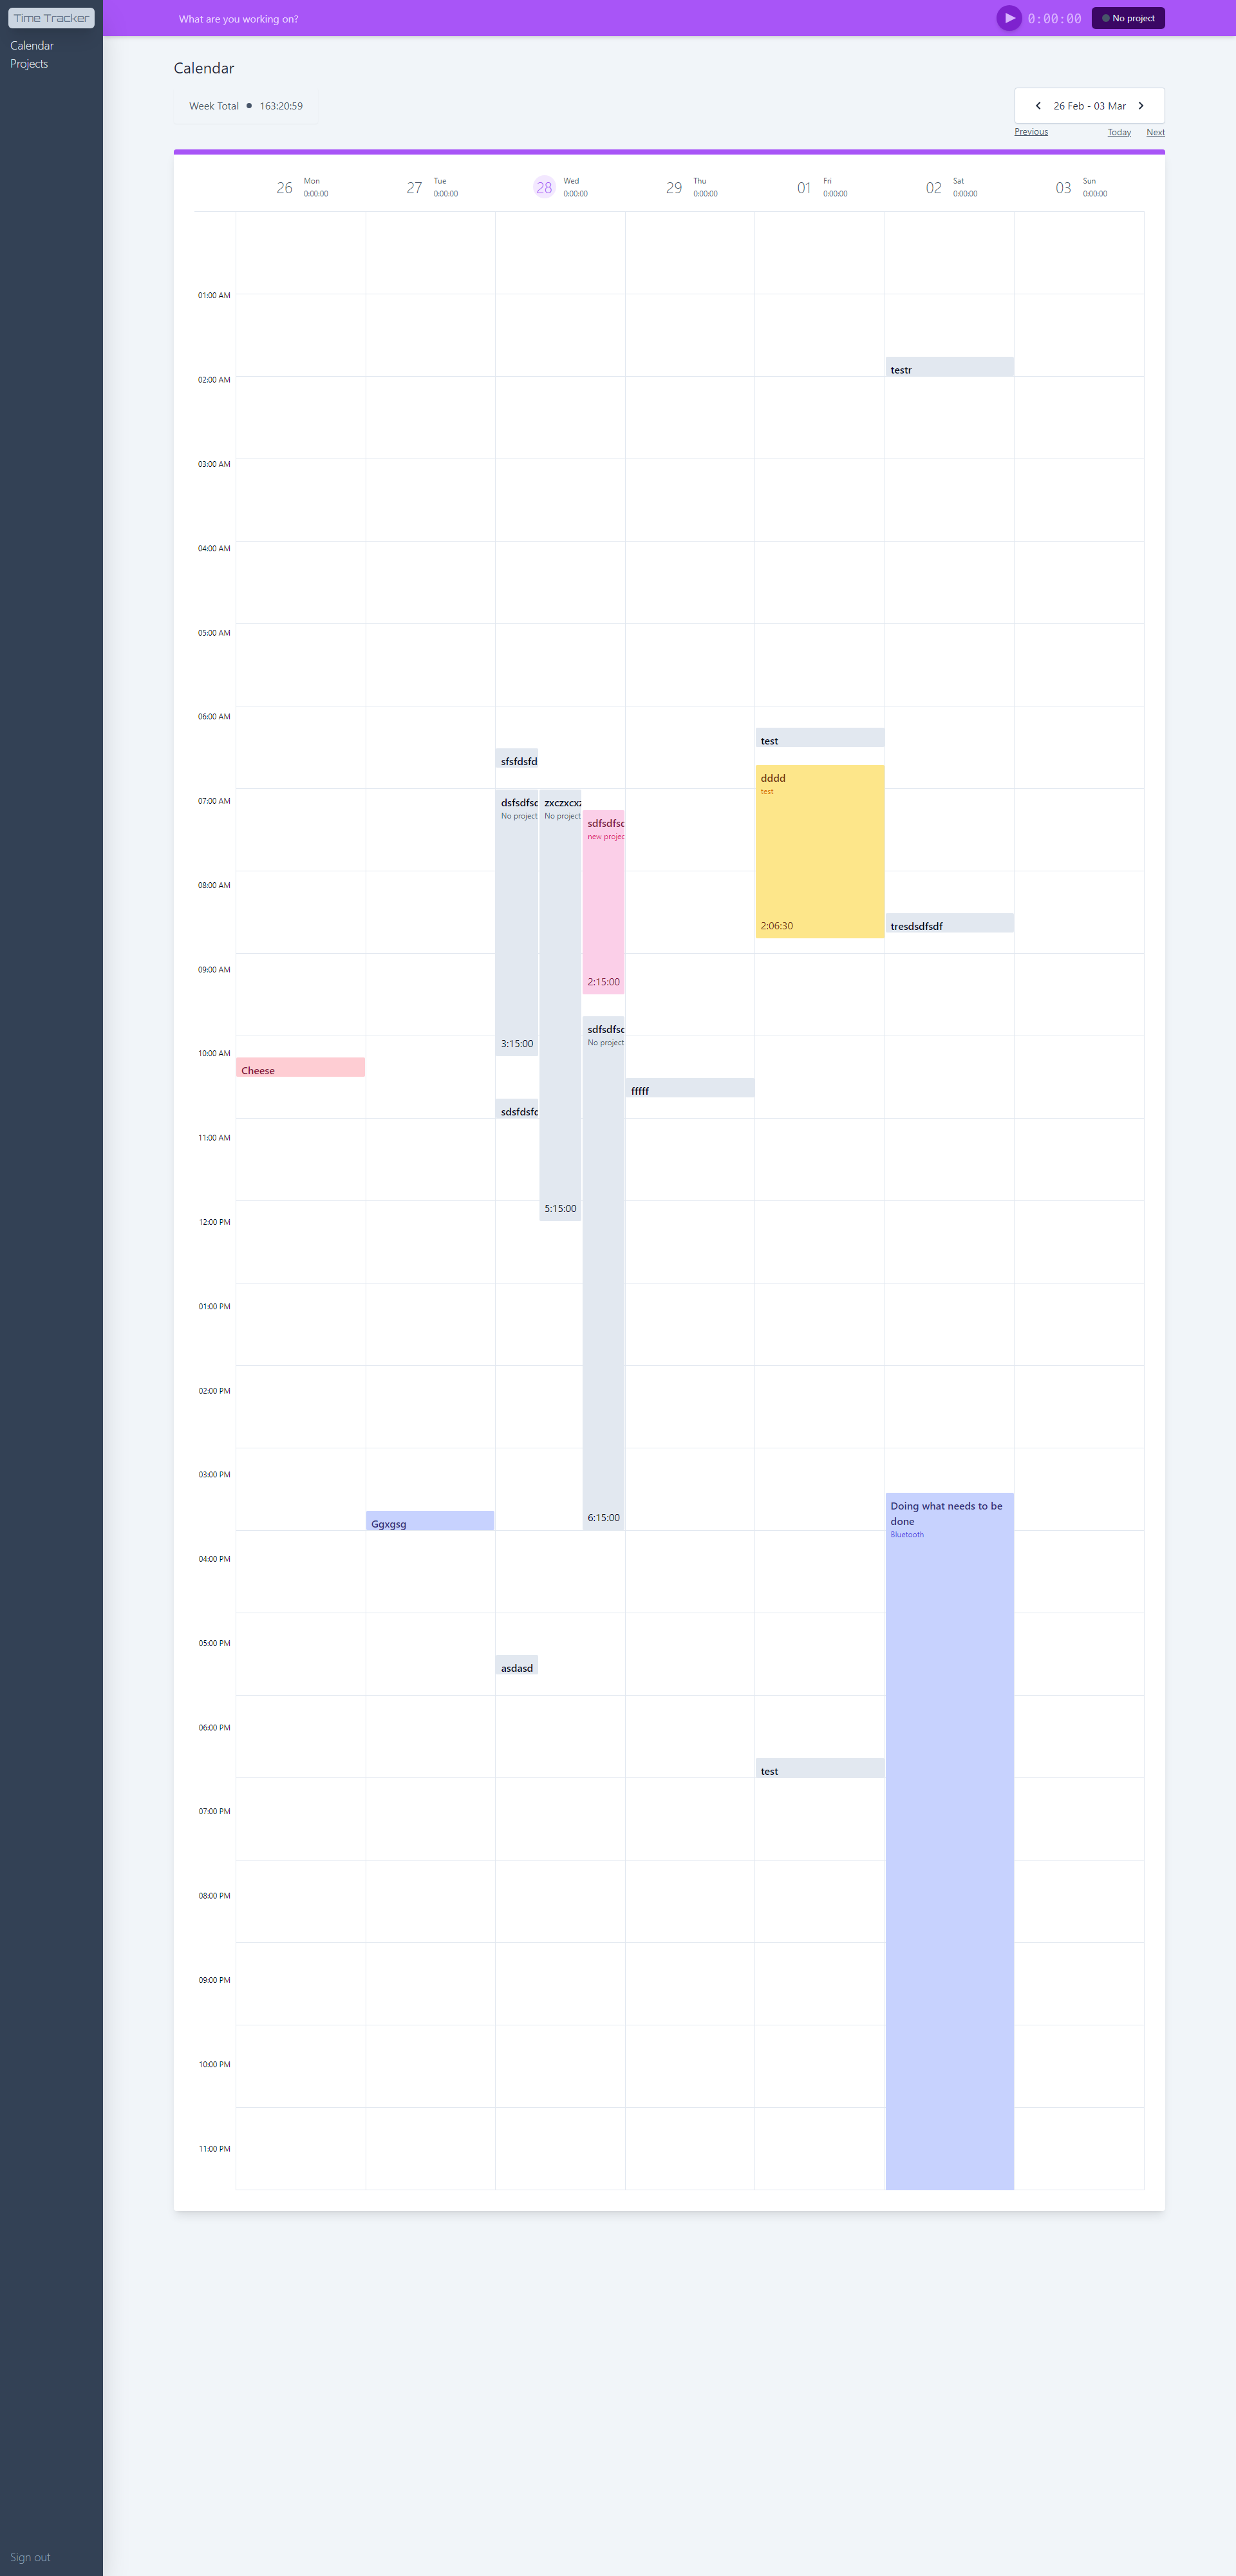 Time Tracker
Calendar
Projects
What are you working on?
0:00:00
No project
Calendar
Week Total
163:20:59
26 Feb - 03 Mar
Previous
Today
Next
26
Mon
0:00:00
27
Tue
0:00:00
28
Wed
0:00:00
29
Thu
0:00:00
01
Fri
0:00:00
02
Sat
0:00:00
03
Sun
0:00:00
01:00 AM
testr
02:00 AM
03:00 AM
04:00 AM
05:00 AM
06:00 AM
test
sfsfdsfd
dddd
test
07:00 AM
dsfsdfsd
No project
zxczxcxz
No project
sdfsdfsd
new projec
08:00 AM
2:06:30
tresdsdfsdf
09:00 AM
2:15:00
sdfsdfsd
No project
3:15:00
10:00 AM
Cheese
fffff
sdsfdsfd
11:00 AM
5:15:00
12:00 PM
01:00 PM
02:00 PM
03:00 PM
Doing what needs to be
done
Bluetooth
6:15:00
Ggxgsg
04:00 PM
05:00 PM
asdasd
06:00 PM
test
07:00 PM
08:00 PM
09:00 PM
10:00 PM
11:00 PM
Sign out